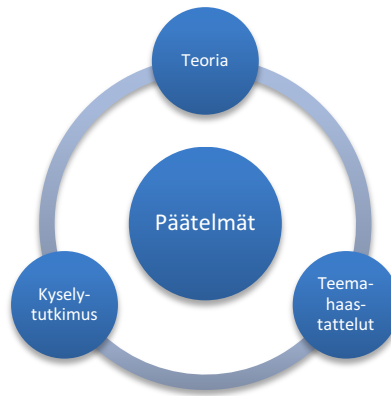 Teoria
Päätelmät
Kysely-
tutkimus
Teema-
haas-
tattelut